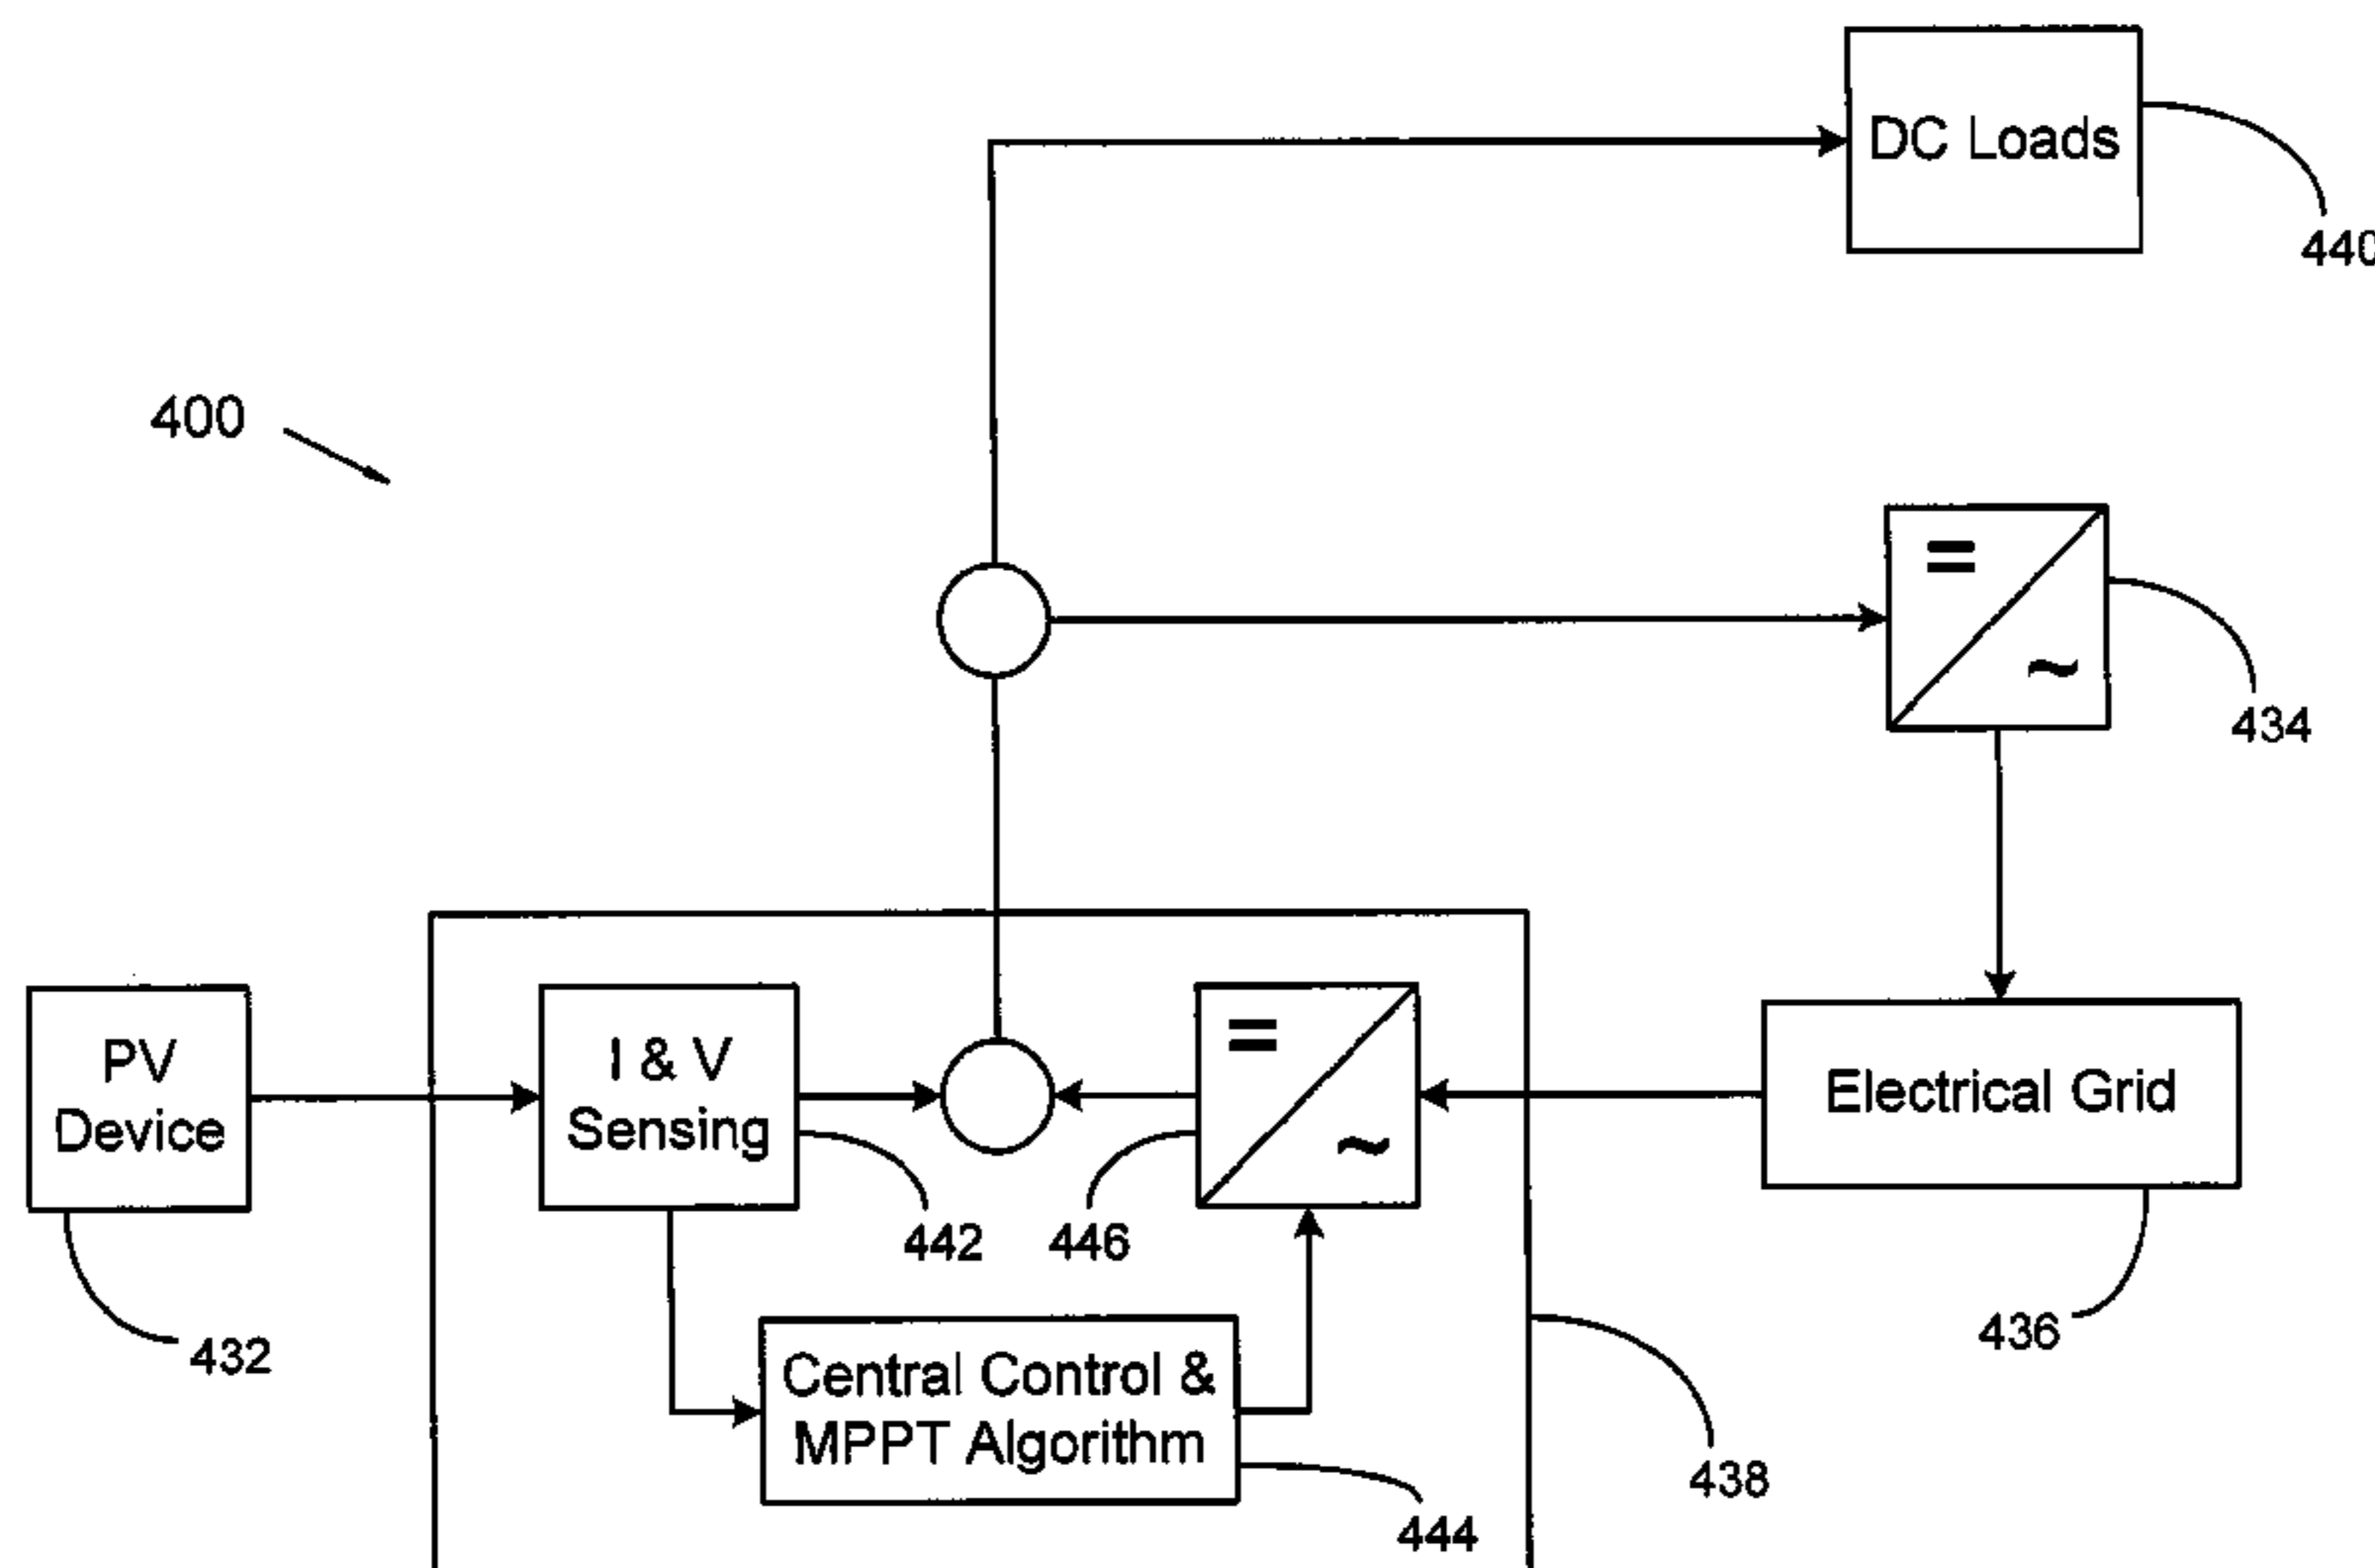 DC Loads
440
400
=
~
434
PV
Device
I & V
Sensing
=
~
Electrical Grid
442
446
432
436
Central Control &
MPPT Algorithm
438
444